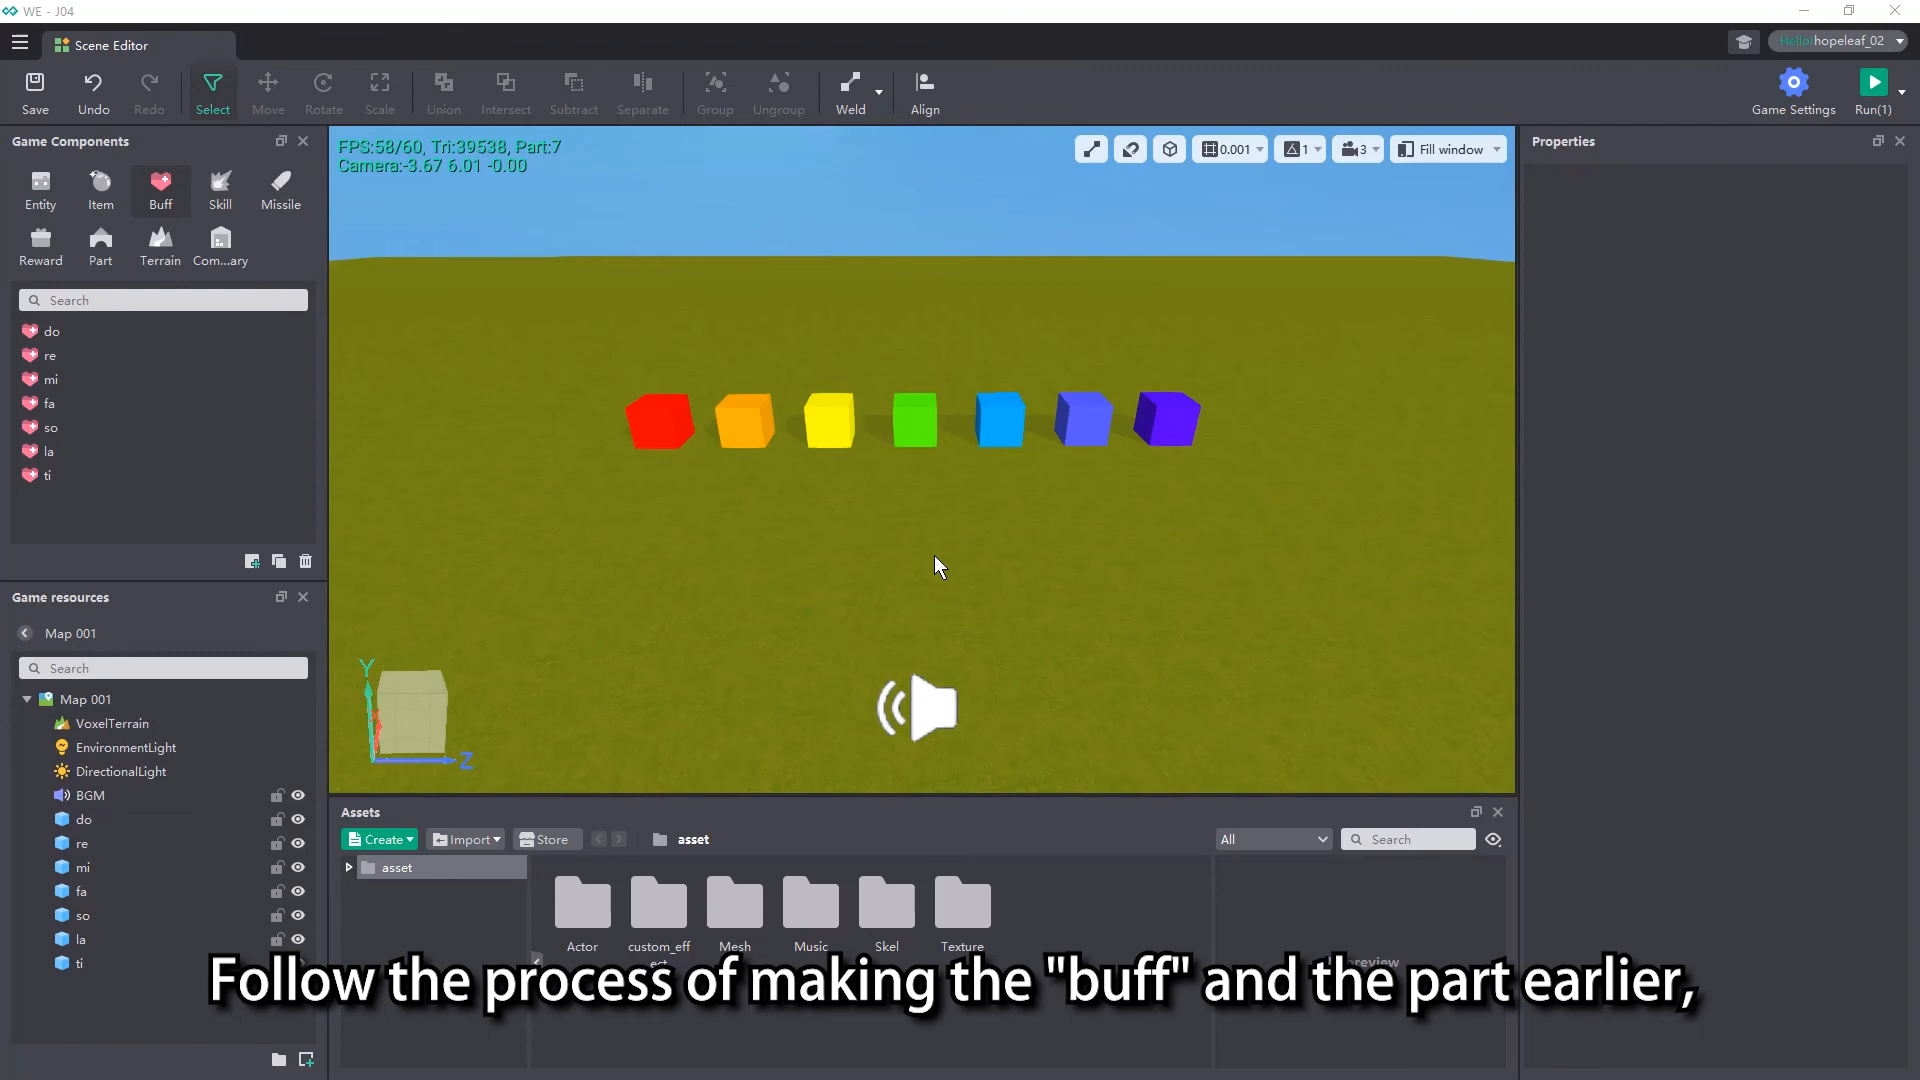 WE - J04
Scene Editor
Hello! hopeleaf_02
Save
Undo
Redo
Select
Move
Rotate
Scale
Union
Intersect
Subtract
Separate
Group
Ungroup
Weld
Align
Game Settings
Run(1)
Game Components
Entity
Item
Buff
Skill
Missile
Reward
Part
Terrain
Com...ary
Search
do
re
mi
fa
so
la
ti
FPS:58/60, Tri:39538, Part:7
Camera:-3.67 6.01 -0.00
0.001
1
3
Fill window
Properties
Y
Z
Game resources
Map 001
Search
Map 001
VoxelTerrain
EnvironmentLight
DirectionalLight
BGM
do
re
mi
fa
so
la
ti
Assets
Create
Import
Store
asset
All
Search
asset
Actor
custom_eff
Mesh
Music
Skel
Texture
Follow the process of making the "buff" and the part earlier,